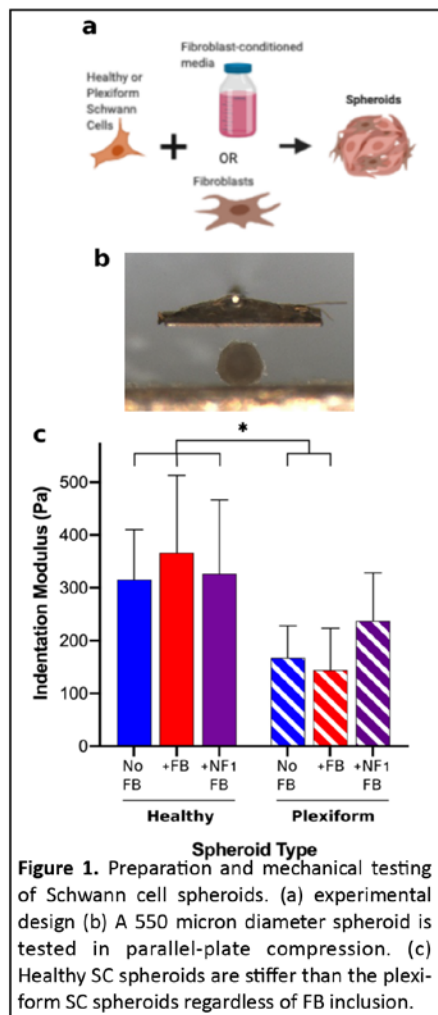 a
Fibroblast-conditioned
media
Healthy or
Plexiform
Schwann
Cells
Spheroids
OR
Fibroblasts
b
c
*
Indentation Modulus (Pa)
500
400
300
200
100
0
No
FB
+FB
+NF1
FB
No
FB
+FB
+NF1
FB
Healthy
Plexiform
Spheroid Type
Figure 1. Preparation and mechanical testing
of Schwann cell spheroids. (a) experimental
design (b) A 550 micron diameter spheroid is
tested in parallel-plate compression. (c)
Healthy SC spheroids are stiffer than the plexi-
form SC spheroids regardless of FB inclusion.